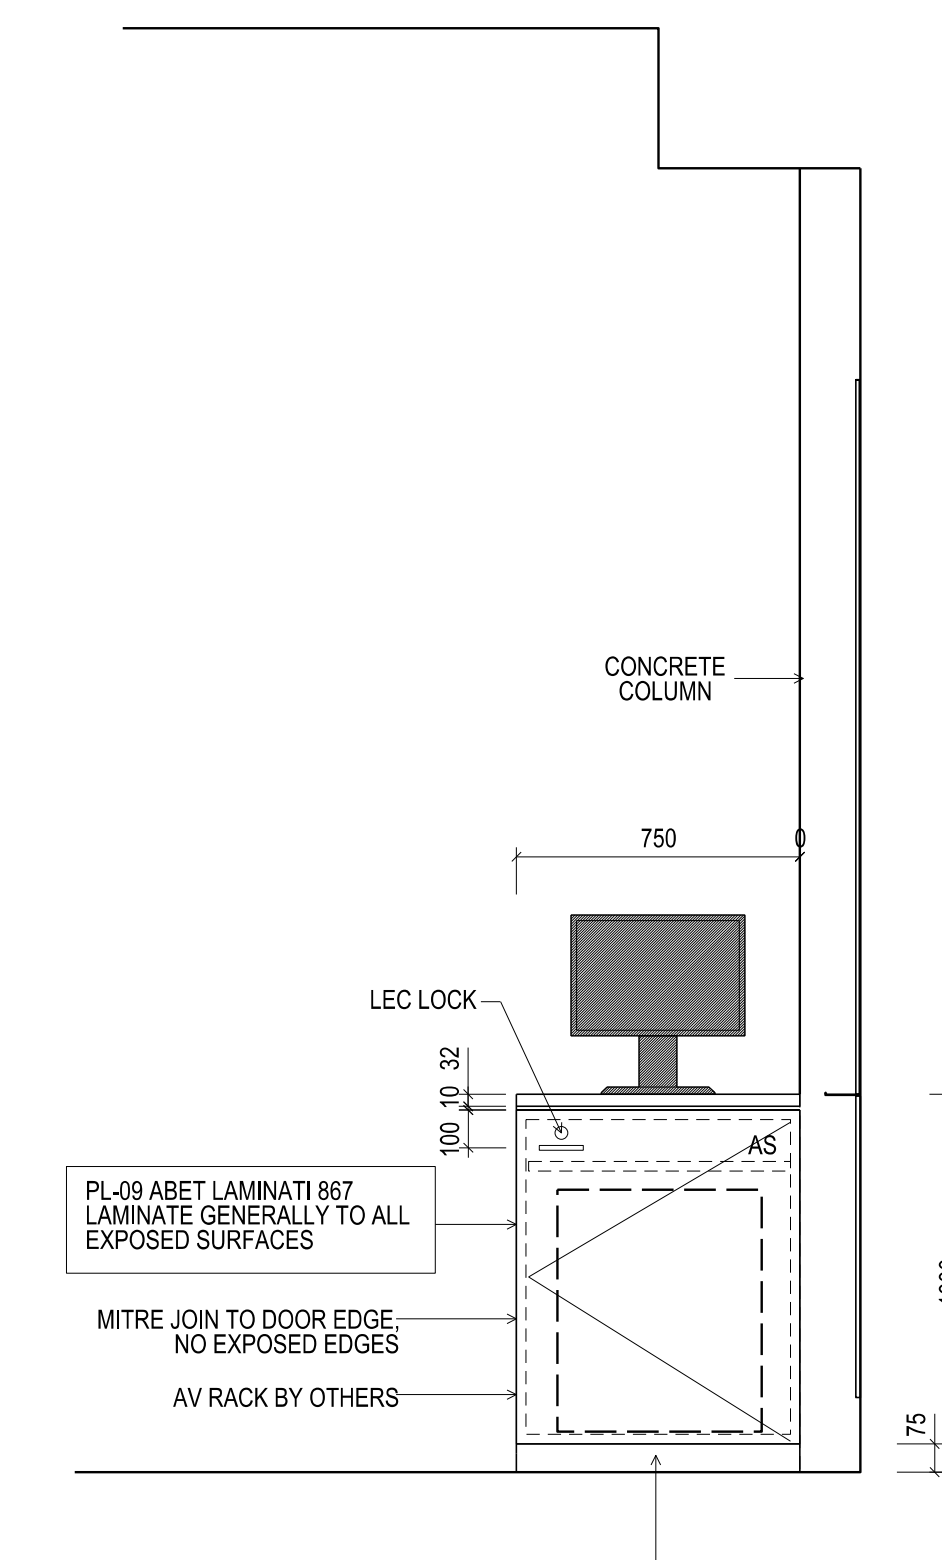 CONCRETE
COLUMN
750
0
LEC LOCK
32
10
100
AS
PL-09 ABET LAMINATI 867
LAMINATE GENERALLY TO ALL
EXPOSED SURFACES
MITRE JOIN TO DOOR EDGE,
NO EXPOSED EDGES
AV RACK BY OTHERS
75